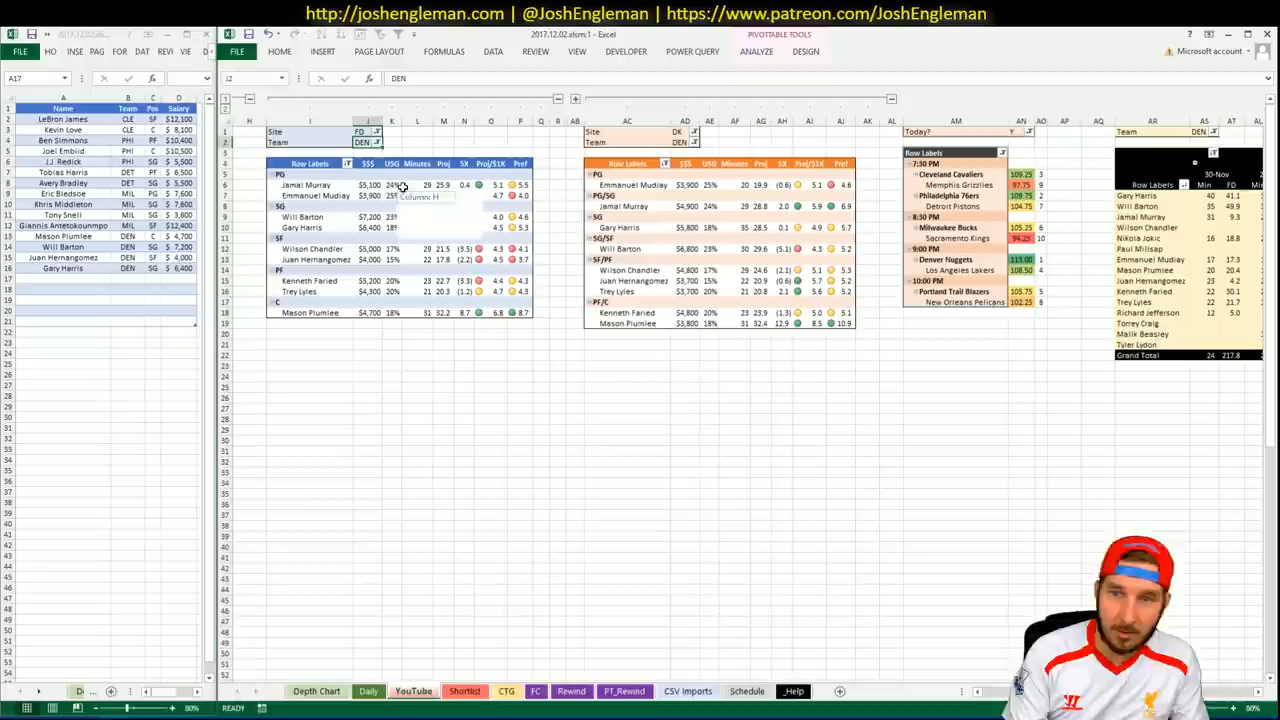 http://joshengleman.com | @JoshEngleman | https://www.patreon.com/JoshEngleman
2017.12.02.xlsm:1 - Excel
PIVOTTABLE TOOLS
FILE HOME INSE PAG FOR DAT REVI VIE
FILE HOME INSERT PAGE LAYOUT FORMULAS DATA REVIEW VIEW DEVELOPER POWER QUERY ANALYZE DESIGN Microsoft account
A17 fx
J2 fx DEN
Name Team Pos Salary
LeBron James CLE SF $12,100
Kevin Love CLE C $ 8,100
Ben Simmons PHI PG $10,400
J.J. Redick PHI SG $ 5,500
Tobias Harris DET PF $ 7,200
Avery Bradley DET SG $ 5,700
Joel Embiid PHI C $10,500
Eric Bledsoe MIL PG $ 7,600
Khris Middleton MIL SG $ 7,600
Tony Snell MIL SG
Giannis Antetokounmpo MIL SF $12,400
Mason Plumlee DEN C $ 4,700
Will Barton DEN SG $ 7,200
Juan Hernangomez DEN SF $ 4,000
Gary Harris DEN SG $ 6,400
Site FD
Team DEN
Row Labels $$$ USG Minutes Proj 5X Proj/$1K Pref
PG
Jamal Murray $5,100 24% 29 25.9 0.4 5.1 5.5
Emmanuel Mudiay $3,900 25% 4.7 4.0
Column: H
SG
Will Barton $7,200 23% 4.0 4.6
Gary Harris $6,400 18% 4.5 5.3
SF
Wilson Chandler $5,000 17% 29 21.5 (3.5) 4.3 4.1
Juan Hernangomez $4,000 15% 22 17.8 (2.2) 4.5 3.7
PF
Kenneth Faried $5,200 20% 23 22.7 (3.3) 4.4 4.3
Trey Lyles $4,300 20% 21 20.3 (1.2) 4.7 4.3
C
Mason Plumlee $4,700 18% 31 32.2 8.7 6.8 8.7
Site DK
Team DEN
Row Labels $$$ USG Minutes Proj 5X Proj/$1K Pref
PG
Emmanuel Mudiay $3,900 25% 20 19.9 (0.6) 5.1 4.6
PG/SG
Jamal Murray $4,900 24% 29 28.8 2.0 5.9 6.9
SG
Gary Harris $5,800 18% 35 28.5 0.1 4.9 5.7
SG/SF
Will Barton $6,800 23% 30 29.6 (5.1) 4.3 4.7
SF/PF
Wilson Chandler $4,800 17% 29 24.6 (2.1) 5.1 5.3
Juan Hernangomez $3,700 15% 22 20.9 (0.6) 5.6 5.2
Trey Lyles $3,700 20% 21 20.8 2.1 5.6 5.2
PF/C
Kenneth Faried $4,800 20% 23 23.9 (1.3) 5.0 5.1
Mason Plumlee $3,800 18% 31 32.4 12.9 8.5 10.9
Today? Y
Row Labels
7:30 PM
Cleveland Cavaliers 109.25 3
Memphis Grizzlies 97.75 9
Philadelphia 76ers 109.75 2
Detroit Pistons 104.75 7
8:30 PM
Milwaukee Bucks 105.25 6
Sacramento Kings 94.25 10
9:00 PM
Denver Nuggets 113.00 1
Los Angeles Lakers 108.50 4
10:00 PM
Portland Trail Blazers 105.75 5
New Orleans Pelicans 102.25 8
Team DEN
30-Nov
Row Labels Min FD
Gary Harris 40 41.1
Will Barton 35 49.9
Jamal Murray 31 9.3
Wilson Chandler
Nikola Jokic 16 18.8
Emmanuel Mudiay
Mason Plumlee 20 20.4
Kenneth Faried
Trey Lyles 22 30.1
Richard Jefferson 12 5.0
Torrey Craig
Malik Beasley
Tyler Lydon
Paul Millsap
Juan Hernangomez
Grand Total 24 217.8
D ...
Depth Chart Daily YouTube Shortlist CTG FC Rewind PT_Rewind CSV Imports Schedule _Help
80% READY 80%